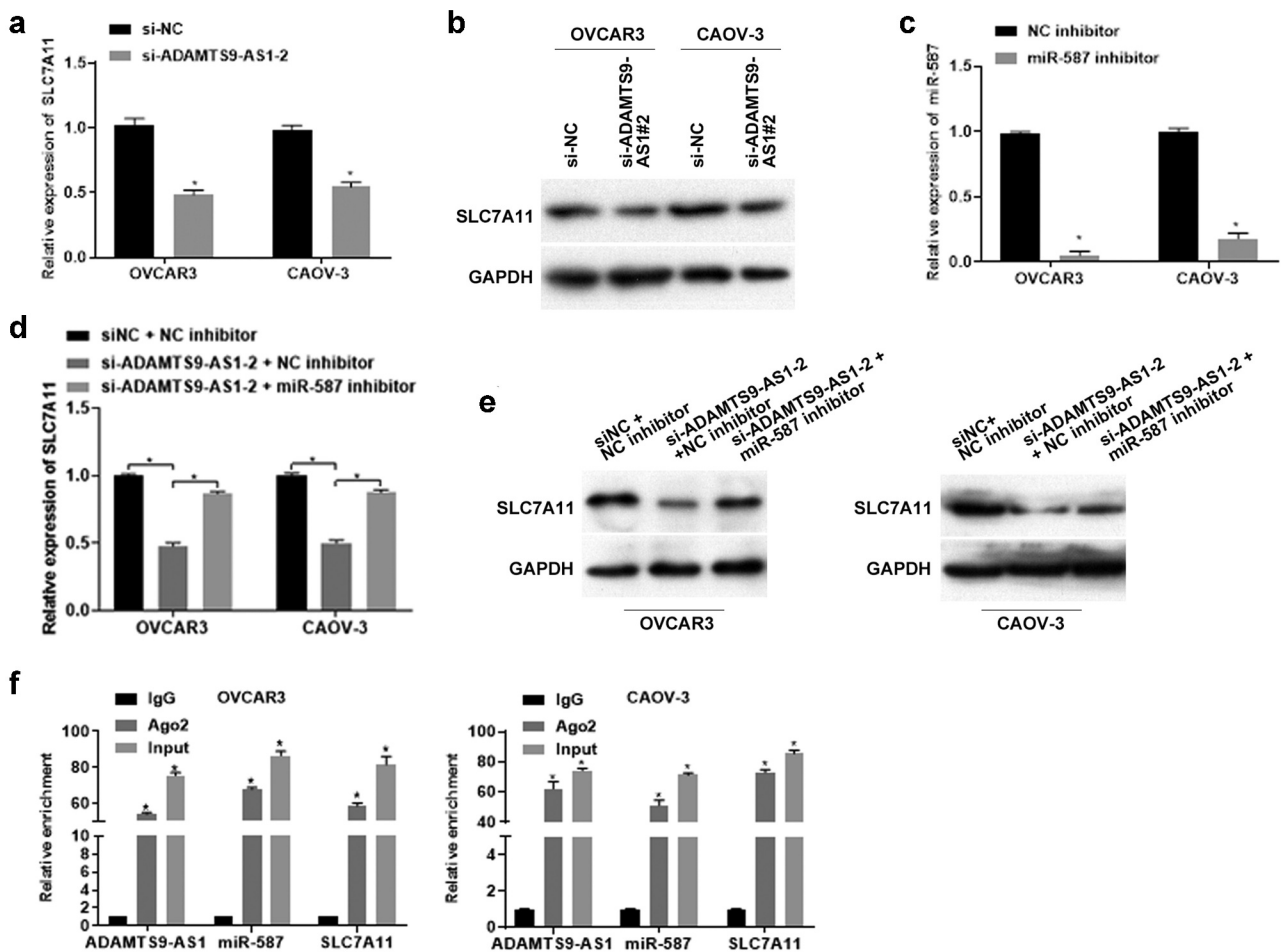 a
si-NC
si-ADAMTS9-AS1-2
Relative expression of SLC7A11
1.5
1.0
0.5
0.0
*
*
OVCAR3
CAOV-3
b
OVCAR3
CAOV-3
si-NC
si-ADAMTS9-
AS1#2
si-NC
si-ADAMTS9-
AS1#2
SLC7A11
GAPDH
c
NC inhibitor
miR-587 inhibitor
Relative expression of miR-587
1.5
1.0
0.5
0.0
*
*
OVCAR3
CAOV-3
d
siNC + NC inhibitor
si-ADAMTS9-AS1-2 + NC inhibitor
si-ADAMTS9-AS1-2 + miR-587 inhibitor
Relative expression of SLC7A11
1.5
1.0
0.5
0.0
*
*
*
*
OVCAR3
CAOV-3
e
siNC +
NC inhibitor
si-ADAMTS9-AS1-2
+NC inhibitor
si-ADAMTS9-AS1-2 +
miR-587 inhibitor
SLC7A11
GAPDH
OVCAR3
siNC+
NC inhibitor
si-ADAMTS9-AS1-2
+ NC inhibitor
si-ADAMTS9-AS1-2 +
miR-587 inhibitor
SLC7A11
GAPDH
CAOV-3
f
IgG
Ago2
Input
OVCAR3
Relative enrichment
100
80
60
40
10
8
6
4
2
0
*
*
*
*
*
*
ADAMTS9-AS1
miR-587
SLC7A11
IgG
Ago2
Input
CAOV-3
Relative enrichment
100
80
60
40
4
2
0
*
*
*
*
*
*
ADAMTS9-AS1
miR-587
SLC7A11